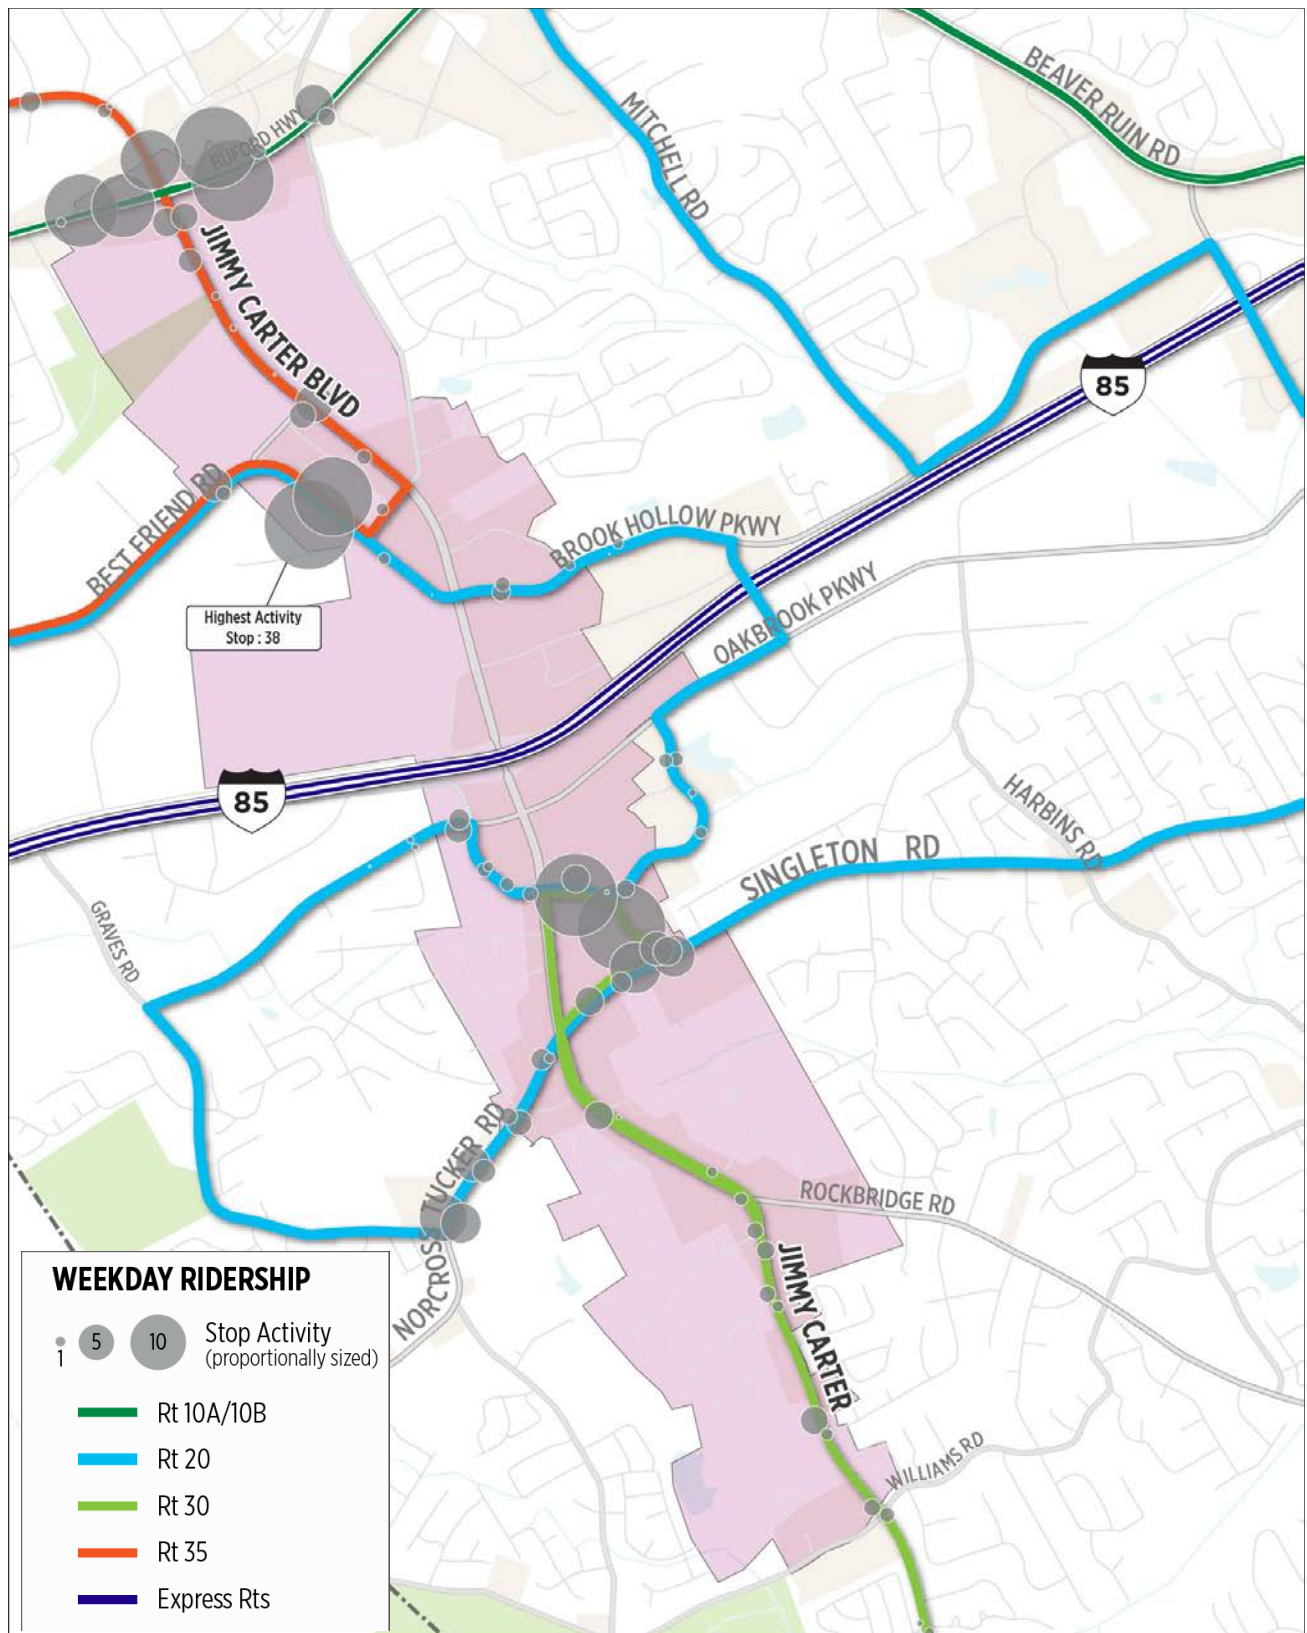 BEAVER RUIN RD
MITCHELL RD
BUFORD HWY
JIMMY CARTER BLVD
85
BEST FRIEND RD
BROOK HOLLOW PKWY
OAKBROOK PKWY
Highest Activity
Stop : 38
85
HARBINS RD
SINGLETON RD
GRAVES RD
NORCROS TUCKER RD
ROCKBRIDGE RD
JIMMY CARTER
WILLIAMS RD
WEEKDAY RIDERSHIP
1
5
10
Stop Activity
(proportionally sized)
Rt 10A/10B
Rt 20
Rt 30
Rt 35
Express Rts